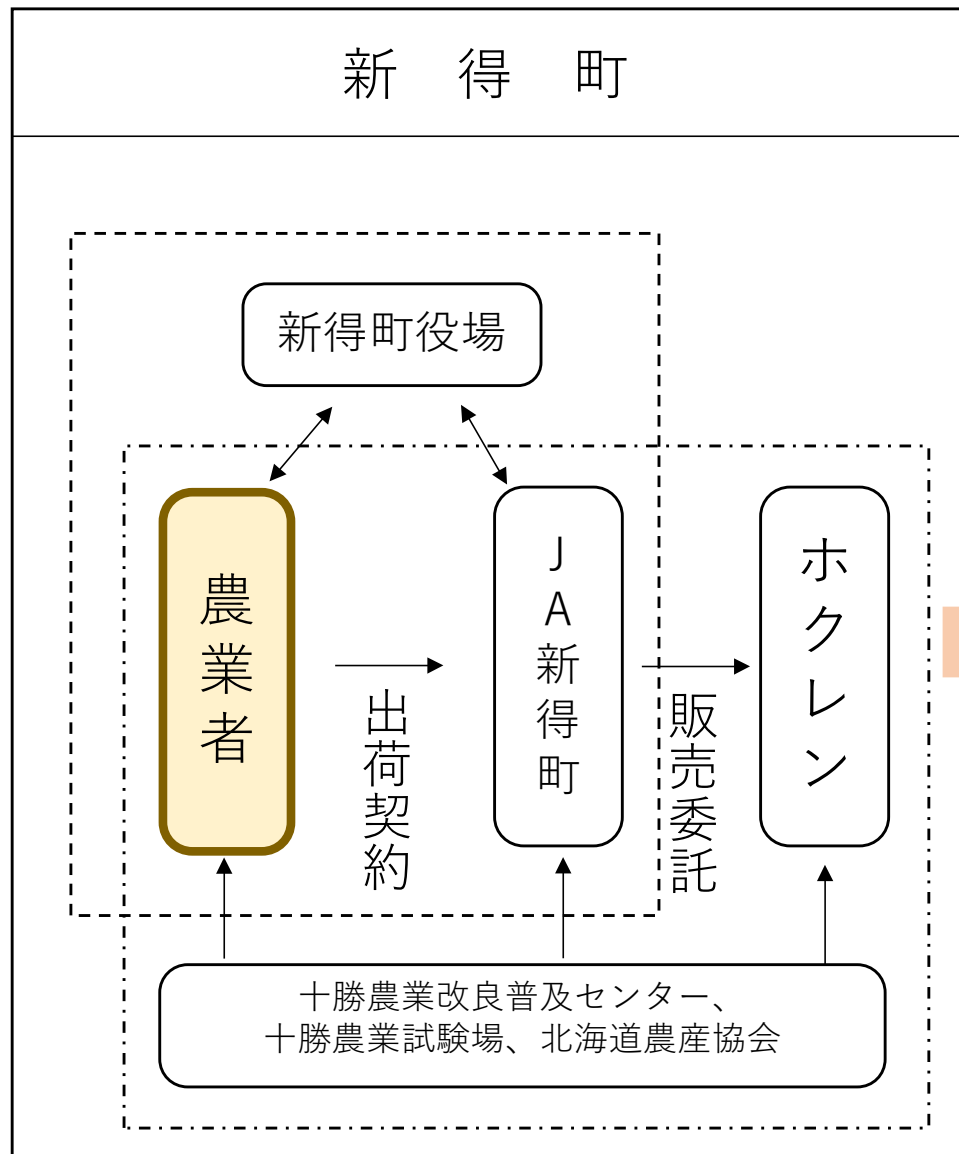 新 得 町
新得町役場
農業者
出荷契約
JA新得町
販売委託
ホクレン
十勝農業改良普及センター、
十勝農業試験場、北海道農産協会